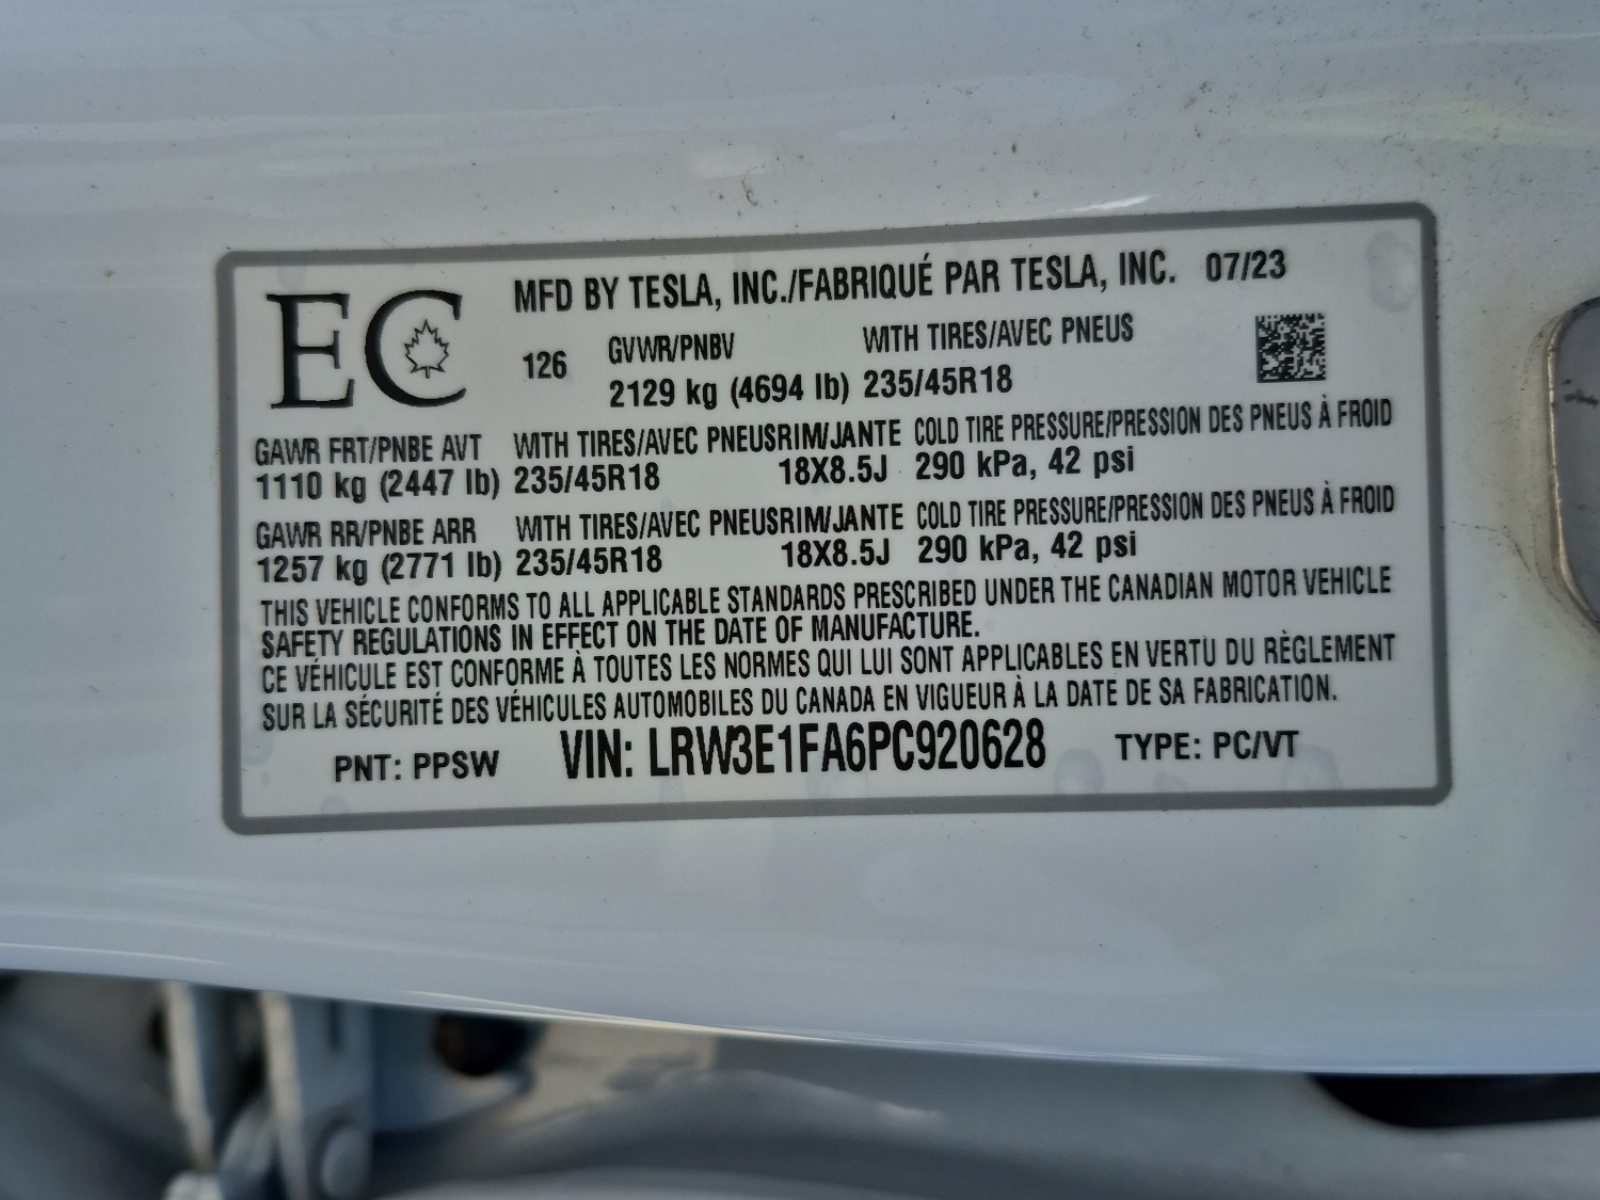 EC MFD BY TESLA, INC./FABRIQUÉ PAR TESLA, INC. 07/23
126 GVWR/PNBV WITH TIRES/AVEC PNEUS
2129 kg (4694 lb) 235/45R18
GAWR FRT/PNBE AVT WITH TIRES/AVEC PNEUS RIM/JANTE COLD TIRE PRESSURE/PRESSION DES PNEUS À FROID
1110 kg (2447 lb) 235/45R18 18X8.5J 290 kPa, 42 psi
GAWR RR/PNBE ARR WITH TIRES/AVEC PNEUS RIM/JANTE COLD TIRE PRESSURE/PRESSION DES PNEUS À FROID
1257 kg (2771 lb) 235/45R18 18X8.5J 290 kPa, 42 psi
THIS VEHICLE CONFORMS TO ALL APPLICABLE STANDARDS PRESCRIBED UNDER THE CANADIAN MOTOR VEHICLE
SAFETY REGULATIONS IN EFFECT ON THE DATE OF MANUFACTURE.
CE VÉHICULE EST CONFORME À TOUTES LES NORMES QUI LUI SONT APPLICABLES EN VERTU DU RÈGLEMENT
SUR LA SÉCURITÉ DES VÉHICULES AUTOMOBILES DU CANADA EN VIGUEUR À LA DATE DE SA FABRICATION.
PNT: PPSW VIN: LRW3E1FA6PC920628 TYPE: PC/VT